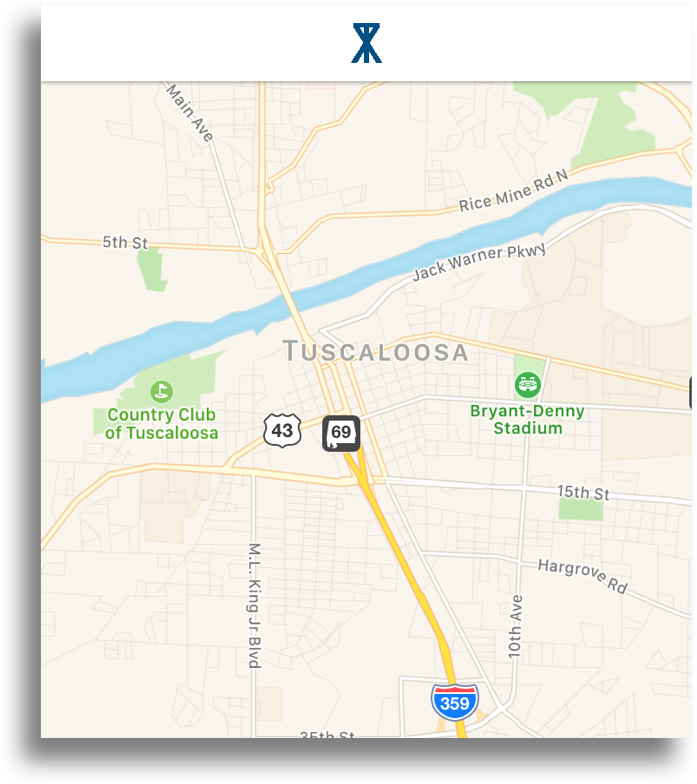 Main Ave
Rice Mine Rd N
5th St
Jack Warner Pkwy
TUSCALOOSA
Country Club
of Tuscaloosa
Bryant-Denny
Stadium
43
69
15th St
Hargrove Rd
M.L. King Jr Blvd
10th Ave
359
35th St